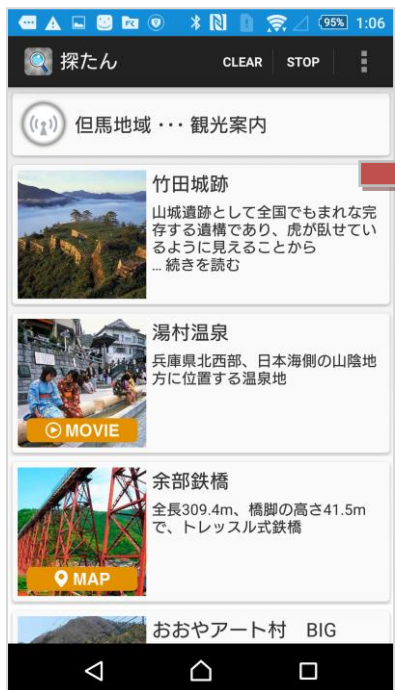 95% 1:06
探たん CLEAR STOP
但馬地域 ･･･ 観光案内
竹田城跡
山城遺跡として全国でもまれな完
存する遺構であり、虎が臥せてい
るように見えることから
... 続きを読む
湯村温泉
兵庫県北西部、日本海側の山陰地
方に位置する温泉地
MOVIE
余部鉄橋
全長309.4m、橋脚の高さ41.5m
で、トレッスル式鉄橋
MAP
おおやアート村　BIG